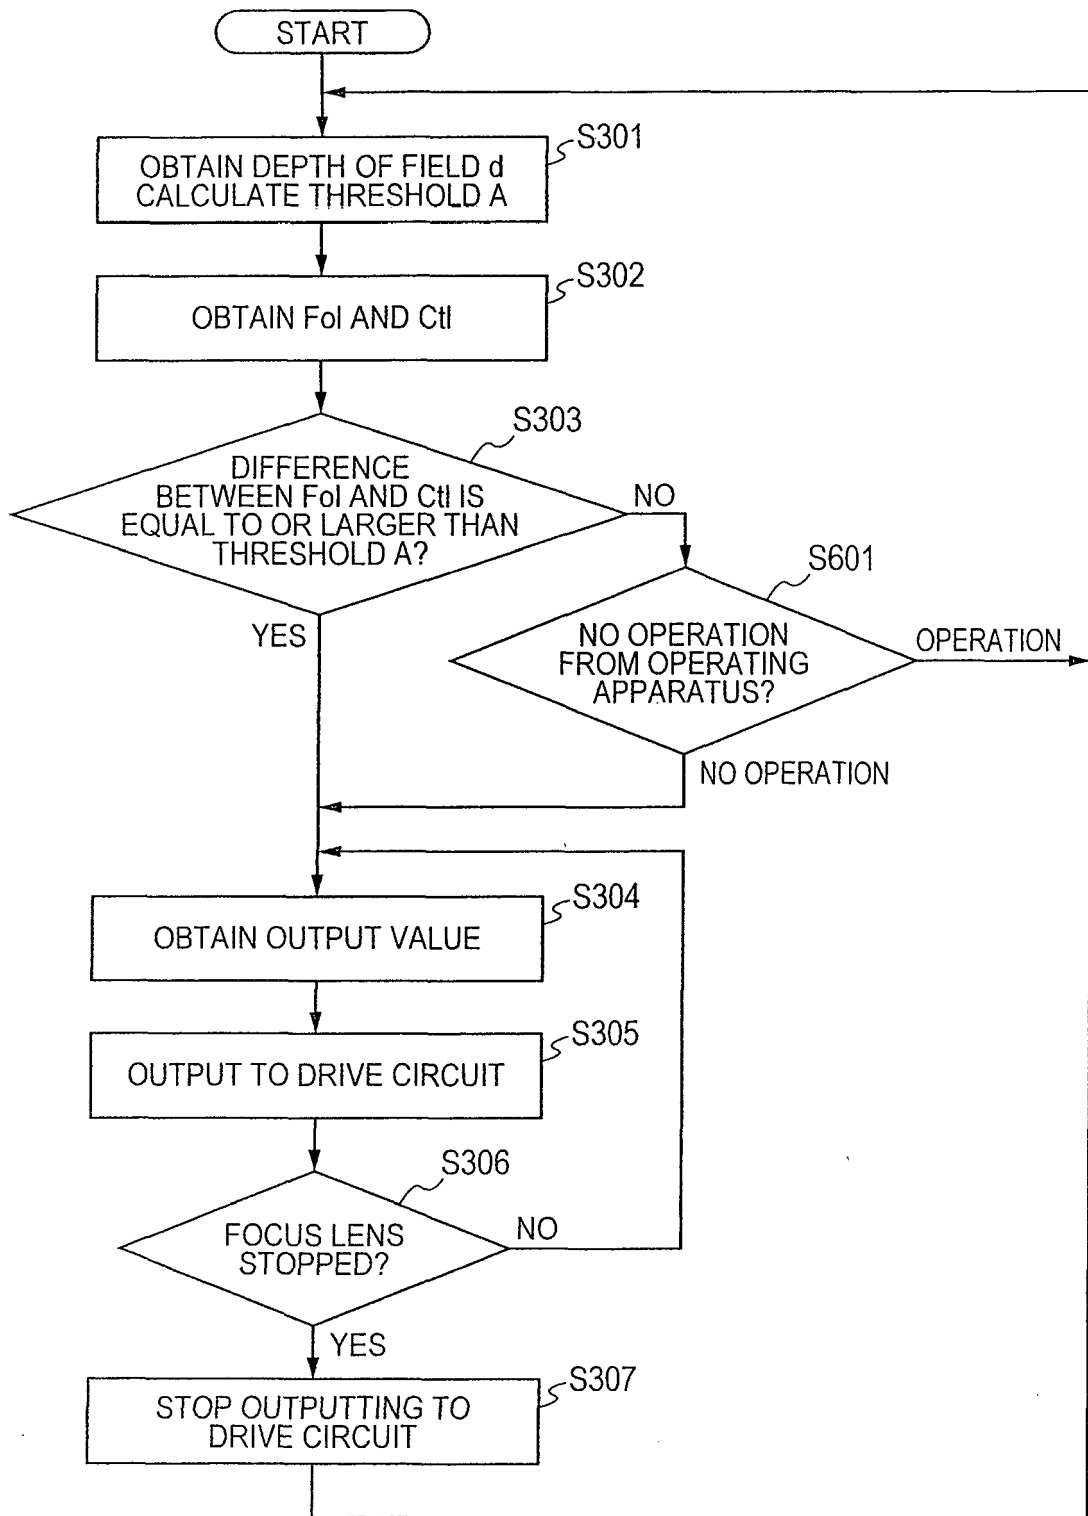 START
S301
OBTAIN DEPTH OF FIELD d
CALCULATE THRESHOLD A
S302
OBTAIN Fol AND Ctl
S303
DIFFERENCE
BETWEEN Fol AND Ctl IS
EQUAL TO OR LARGER THAN
THRESHOLD A?
NO
YES
S601
NO OPERATION
FROM OPERATING
APPARATUS?
OPERATION
NO OPERATION
S304
OBTAIN OUTPUT VALUE
S305
OUTPUT TO DRIVE CIRCUIT
S306
FOCUS LENS
STOPPED?
NO
YES
S307
STOP OUTPUTTING TO
DRIVE CIRCUIT